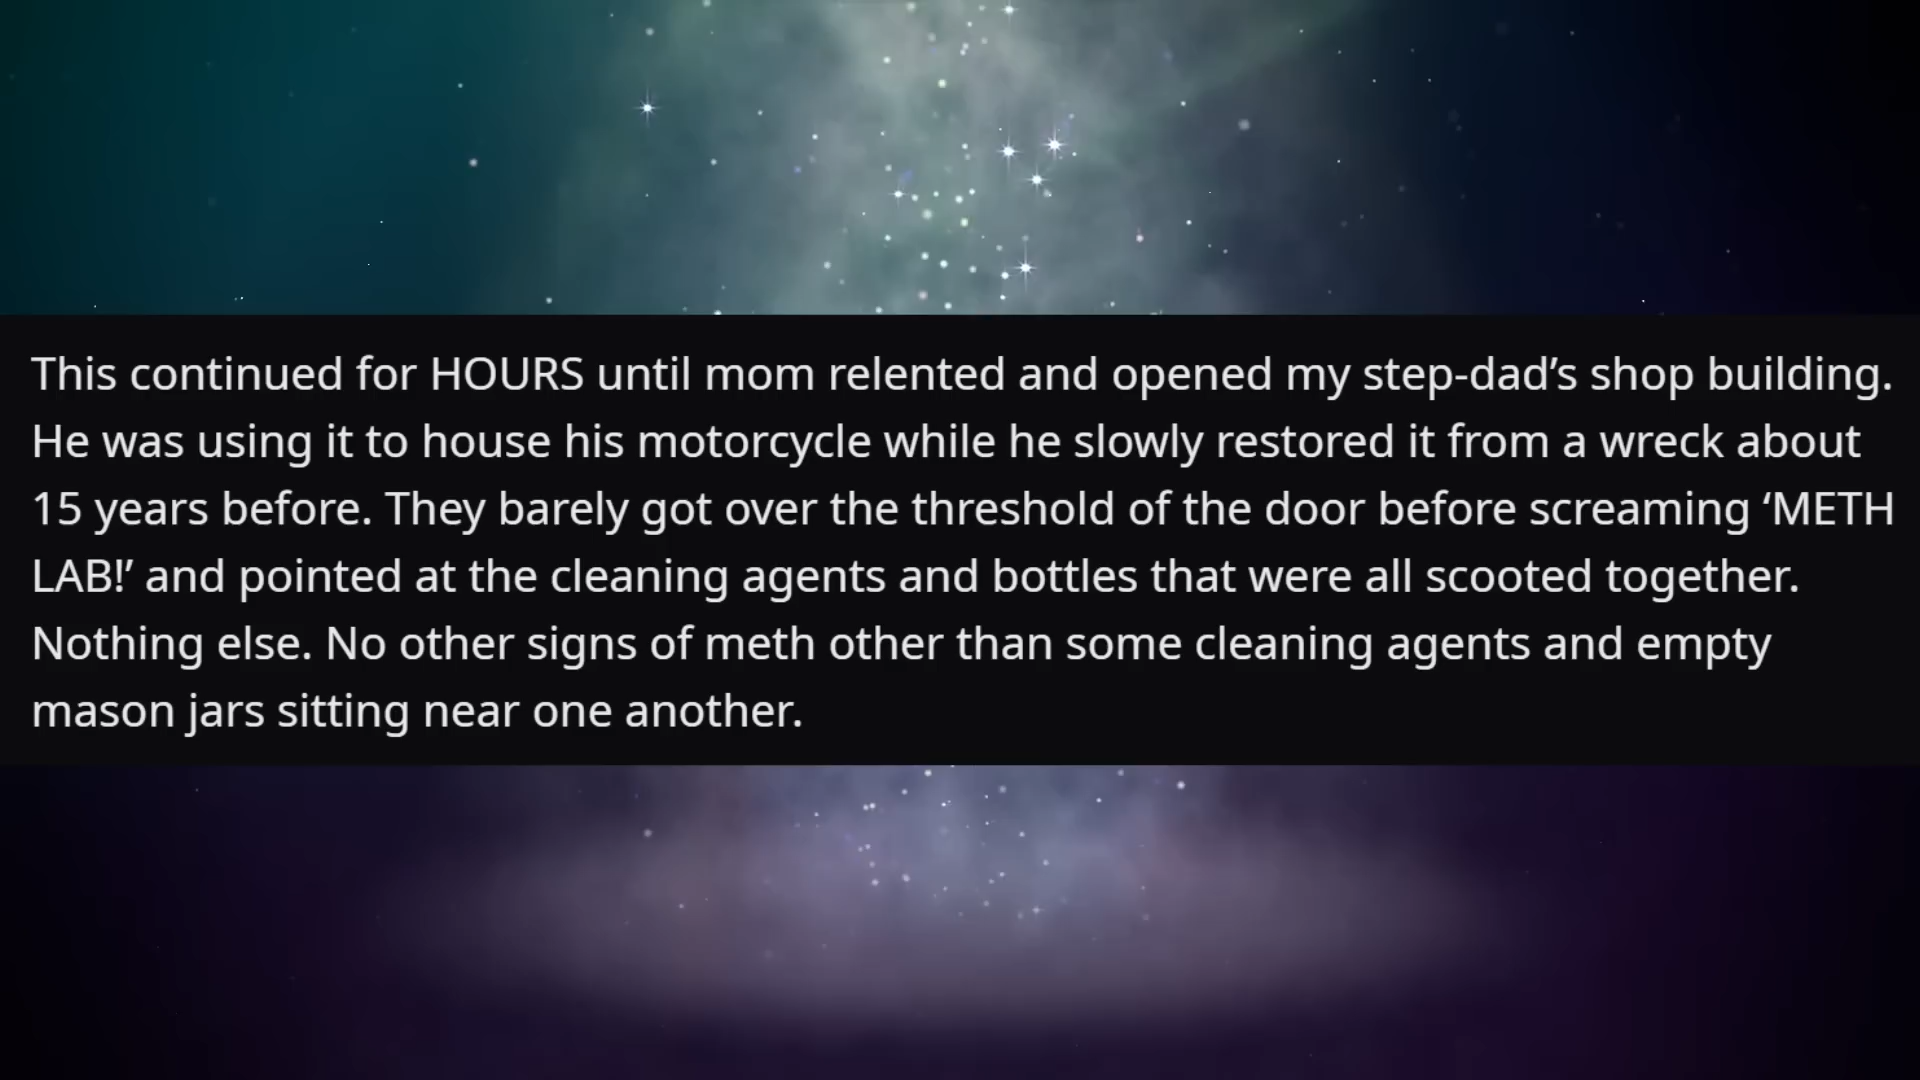 This continued for HOURS until mom relented and opened my step-dad’s shop building.
He was using it to house his motorcycle while he slowly restored it from a wreck about
15 years before. They barely got over the threshold of the door before screaming ‘METH
LAB!’ and pointed at the cleaning agents and bottles that were all scooted together.
Nothing else. No other signs of meth other than some cleaning agents and empty
mason jars sitting near one another.